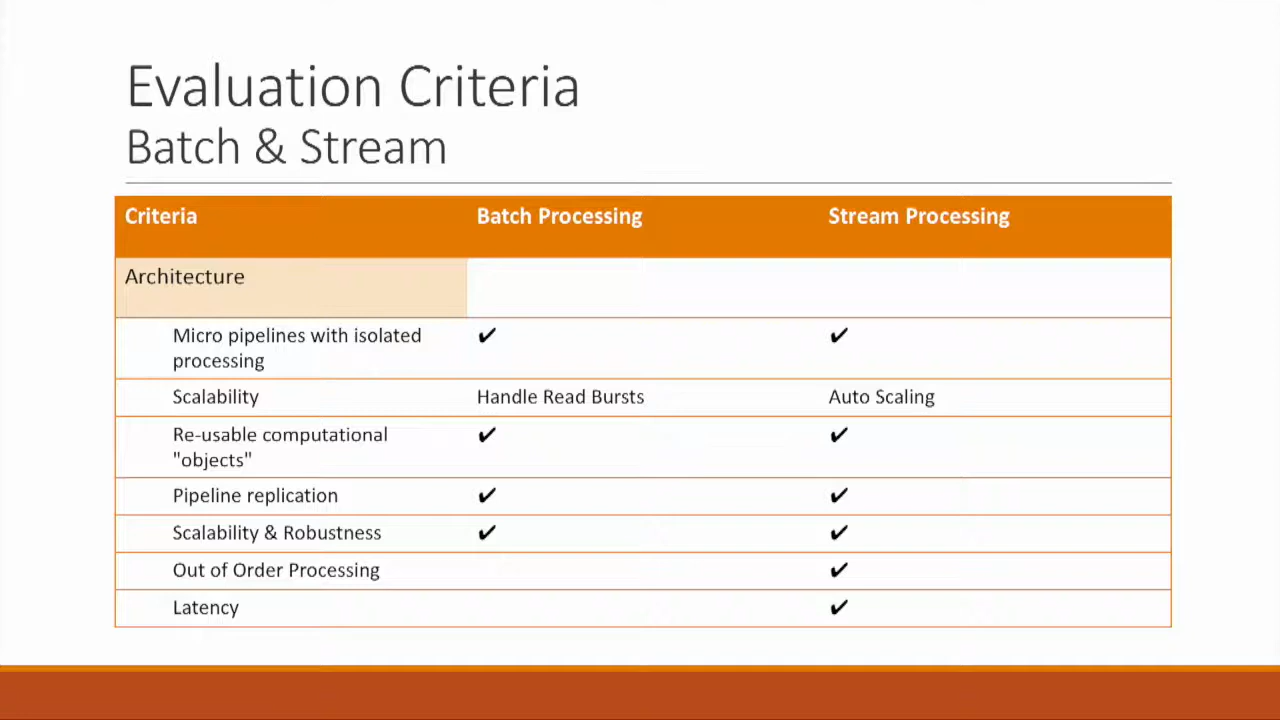 Evaluation Criteria
Batch & Stream
Criteria Batch Processing Stream Processing
Architecture
Micro pipelines with isolated ✔ ✔
processing
Scalability Handle Read Bursts Auto Scaling
Re-usable computational ✔ ✔
"objects"
Pipeline replication ✔ ✔
Scalability & Robustness ✔ ✔
Out of Order Processing ✔
Latency ✔